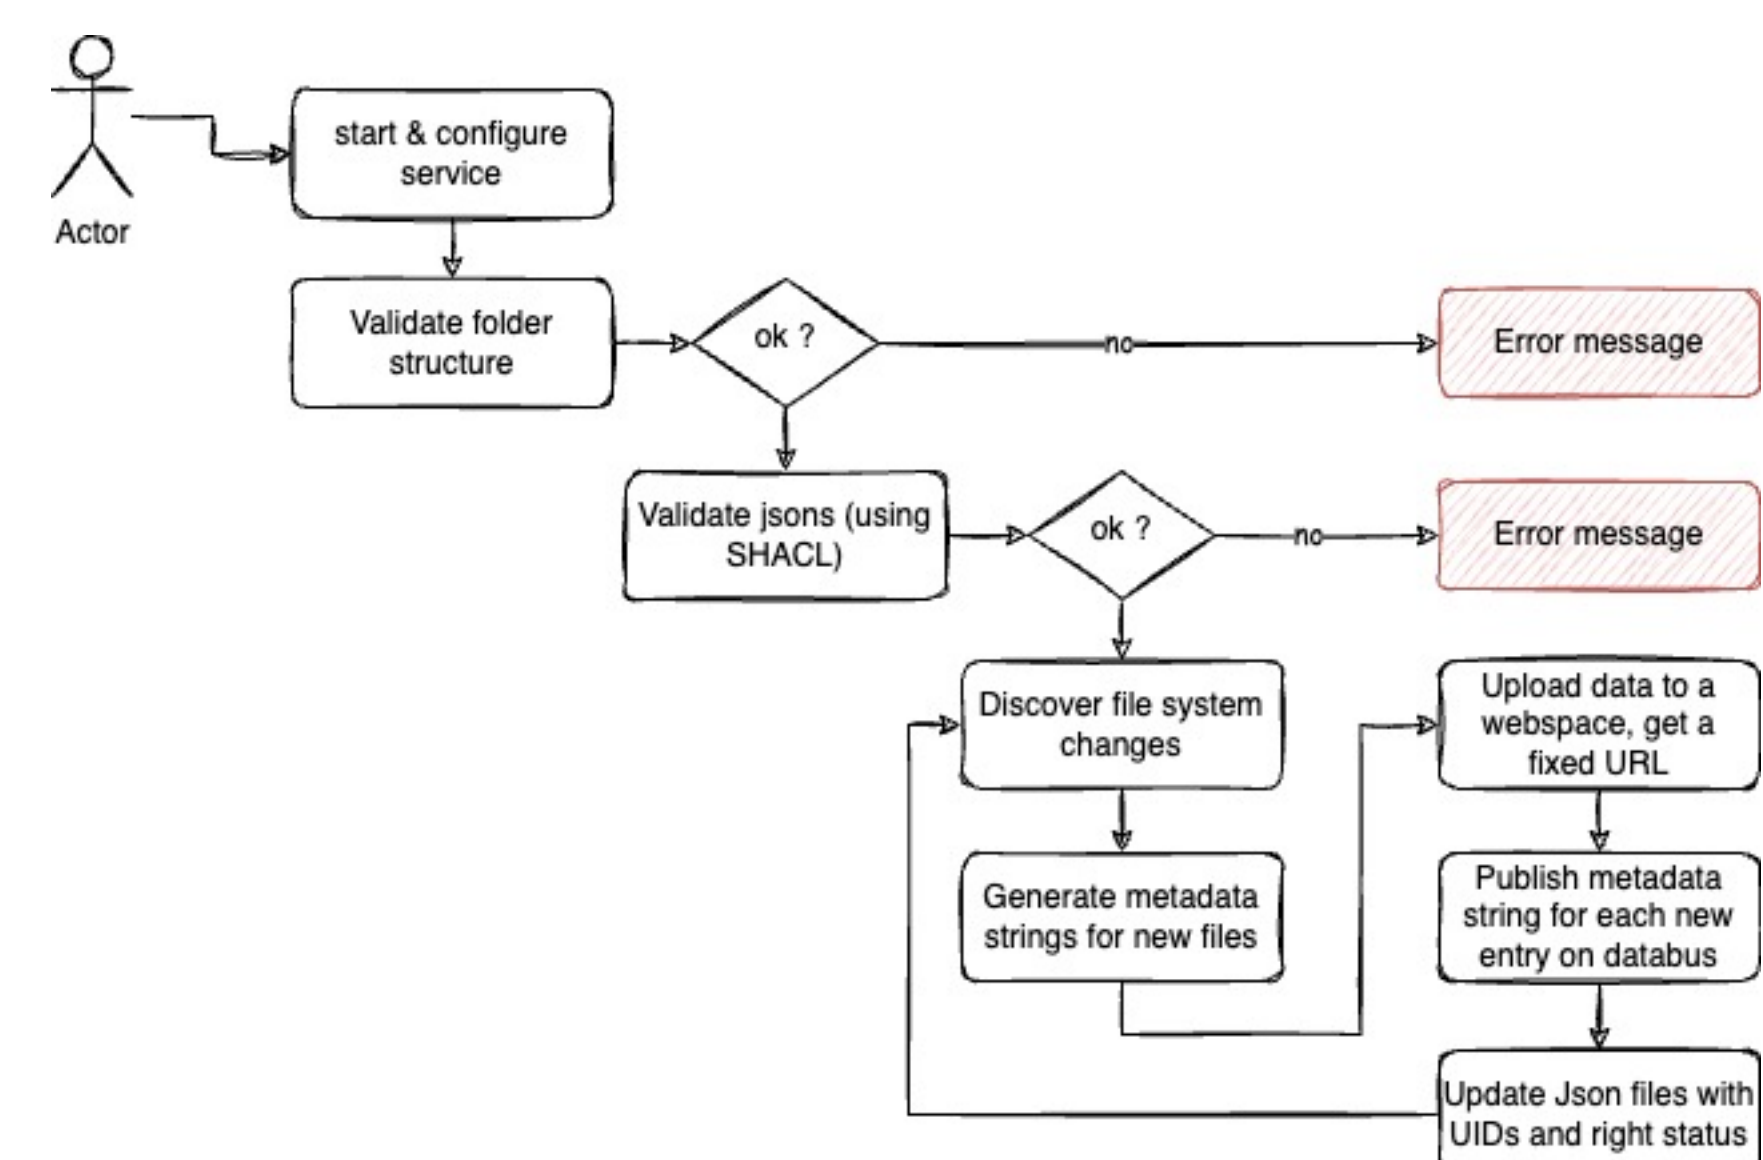 start & configure
service
Actor
Validate folder
structure
ok ?
no
Error message
Validate jsons (using
SHACL)
ok ?
no
Error message
Discover file system
changes
Upload data to a
webspace, get a
fixed URL
Generate metadata
strings for new files
Publish metadata
string for each new
entry on databus
Update Json files with
UIDs and right status